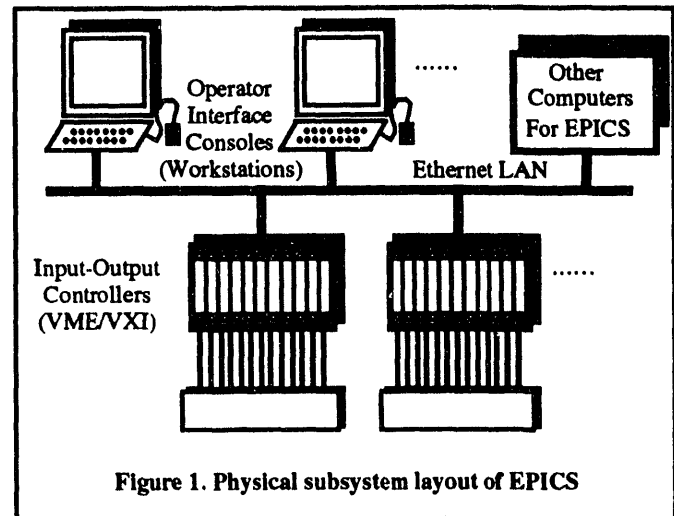 Operator
Interface
Consoles
(Workstations)
......
Other
Computers
For EPICS
Ethernet LAN
Input-Output
Controllers
(VME/VXI)
......
Figure 1. Physical subsystem layout of EPICS